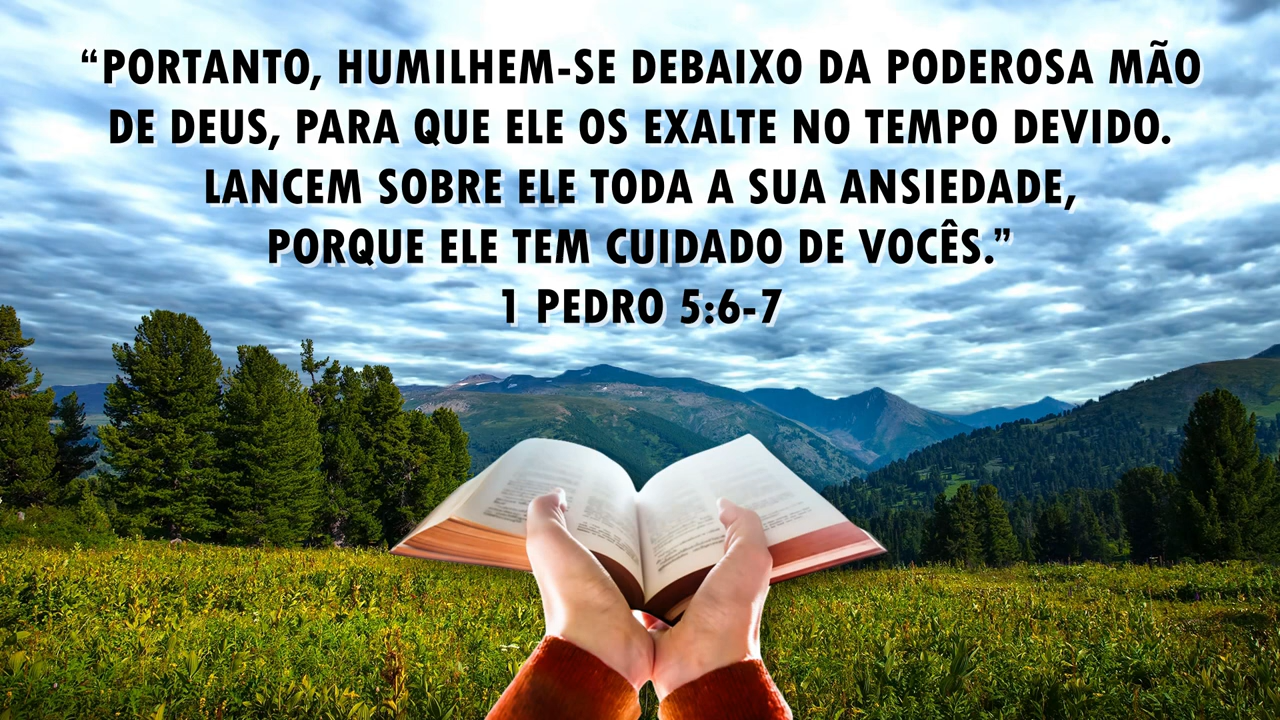 “PORTANTO, HUMILHEM-SE DEBAIXO DA PODEROSA MÃO
DE DEUS, PARA QUE ELE OS EXALTE NO TEMPO DEVIDO.
LANCEM SOBRE ELE TODA A SUA ANSIEDADE,
PORQUE ELE TEM CUIDADO DE VOCÊS.”
1 PEDRO 5:6-7